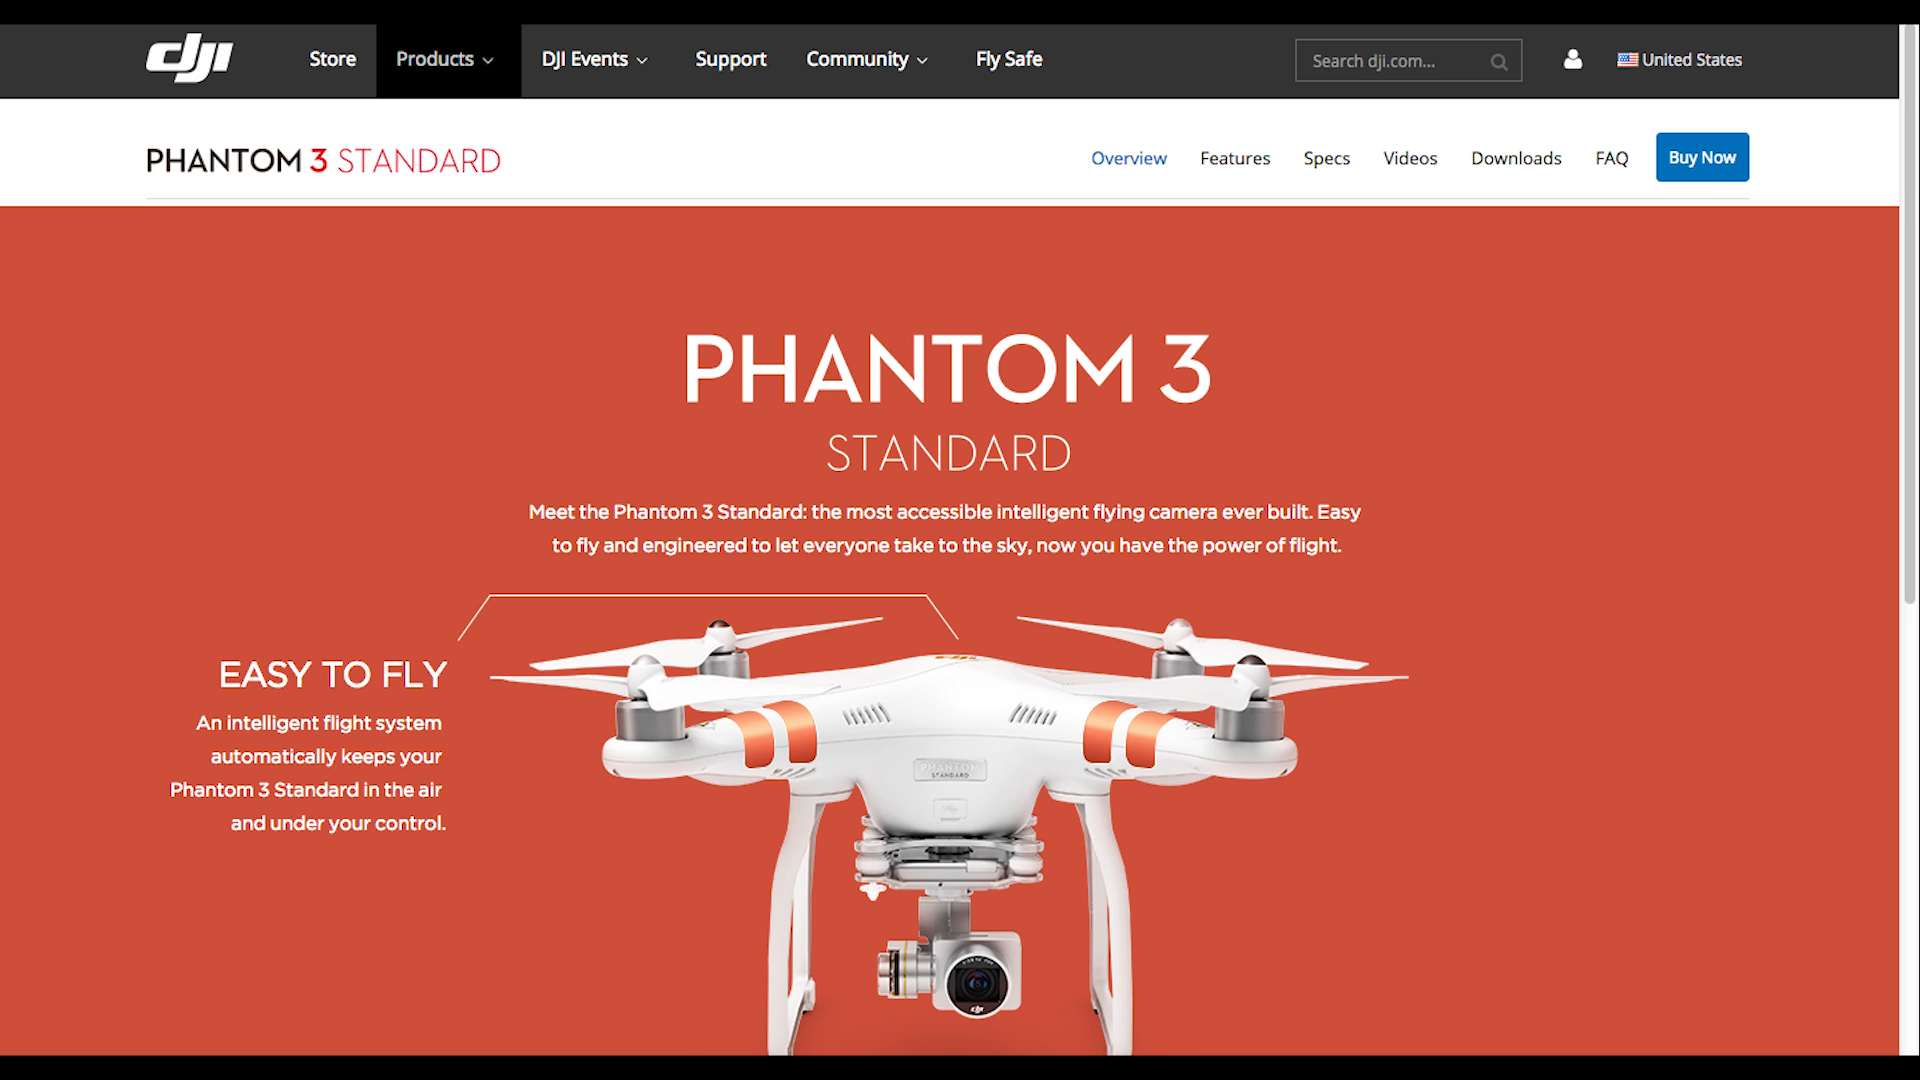 dji
Store
Products
DJI Events
Support
Community
Fly Safe
Search dji.com...
United States
PHANTOM 3 STANDARD
Overview
Features
Specs
Videos
Downloads
FAQ
Buy Now
PHANTOM 3
STANDARD
Meet the Phantom 3 Standard: the most accessible intelligent flying camera ever built. Easy
to fly and engineered to let everyone take to the sky, now you have the power of flight.
EASY TO FLY
An intelligent flight system
automatically keeps your
Phantom 3 Standard in the air
and under your control.
PHANTOM
STANDARD
dji